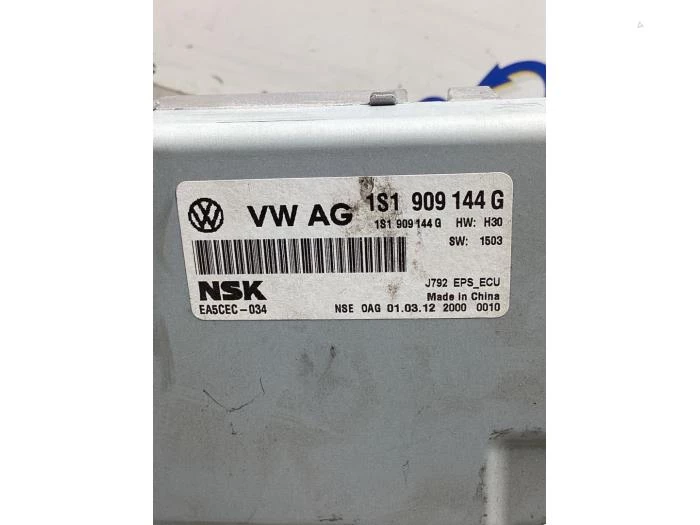 VW AG 1S1 909 144 G
1S1 909 144 G HW: H30
SW: 1503
NSK
J792 EPS_ECU
Made in China
EA5CEC-034 NSE OAG 01.03.12 2000 0010